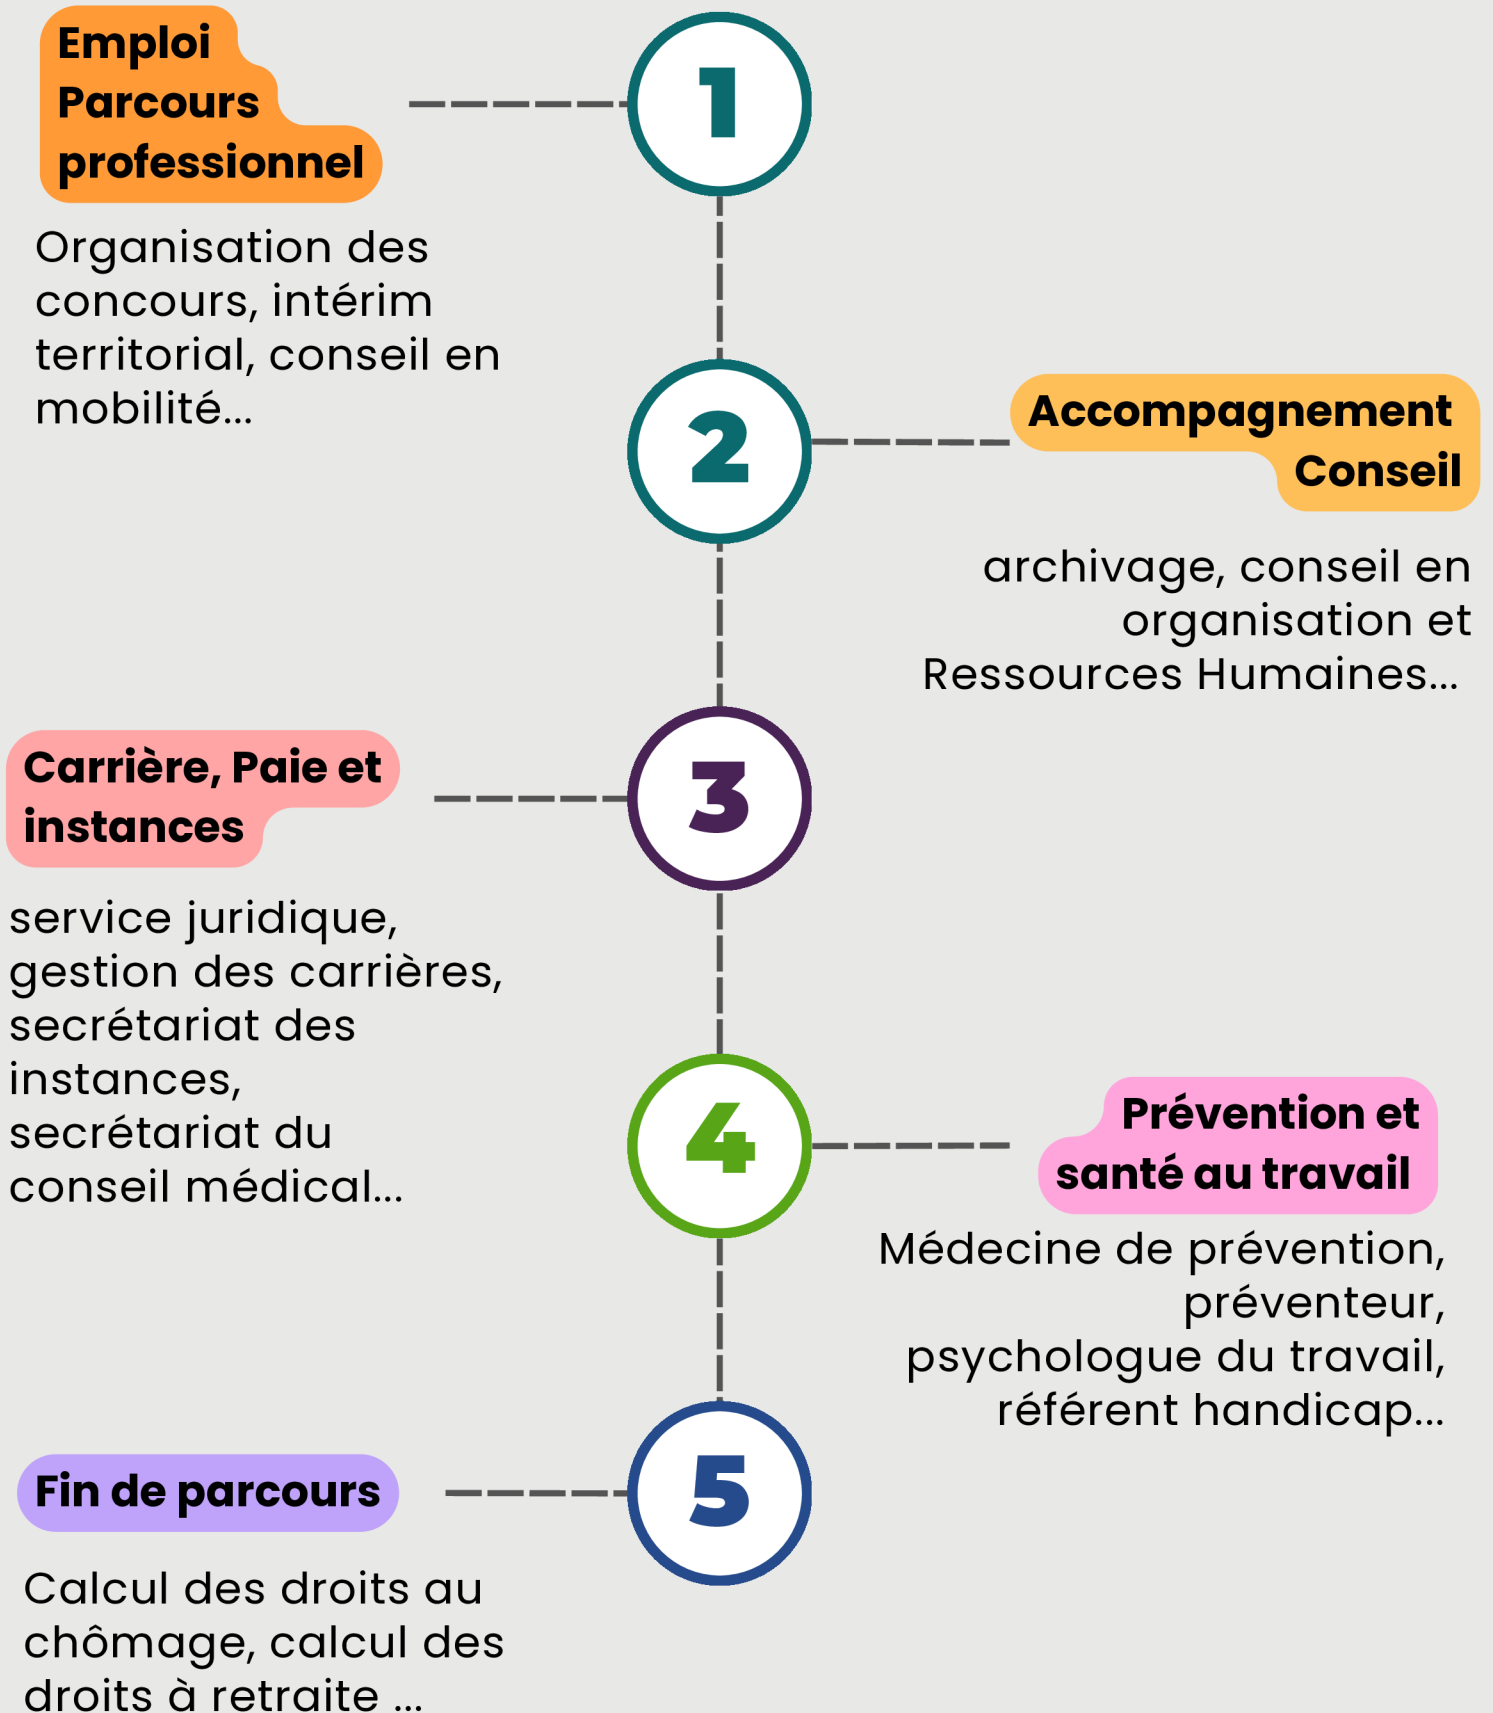 Emploi
Parcours
professionnel
1
Organisation des
concours, intérim
territorial, conseil en
mobilité...
2
Accompagnement
Conseil
archivage, conseil en
organisation et
Ressources Humaines...
Carrière, Paie et
instances
3
service juridique,
gestion des carrières,
secrétariat des
instances,
secrétariat du
conseil médical...
4
Prévention et
santé au travail
Médecine de prévention,
préventeur,
psychologue du travail,
référent handicap...
Fin de parcours
5
Calcul des droits au
chômage, calcul des
droits à retraite ...